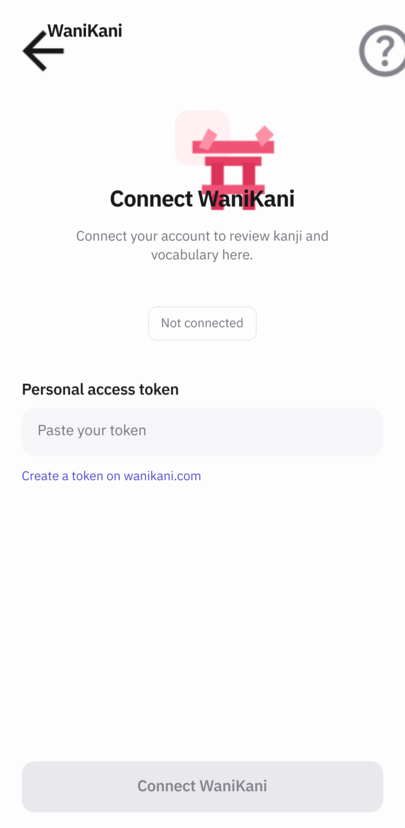 WaniKani
Connect WaniKani
Connect your account to review kanji and
vocabulary here.
Not connected
Personal access token
Paste your token
Create a token on wanikani.com
Connect WaniKani